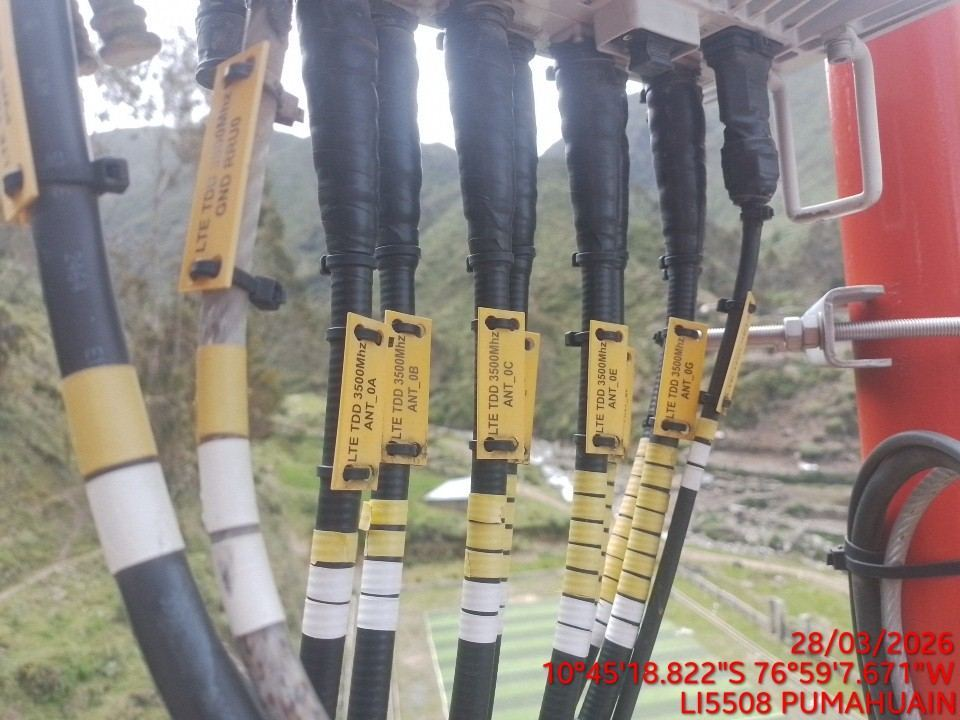 LTE TDD 3500Mhz
GND RRU0
LTE TDD 3500Mhz
ANT_0A
LTE TDD 3500Mhz
ANT_0B
LTE TDD 3500Mhz
ANT_0C
LTE TDD 3500Mhz
ANT_0E
LTE TDD 3500Mhz
ANT_0G
28/03/2026
10°45'18.822"S 76°59'7.671"W
LI5508 PUMAHUAIN